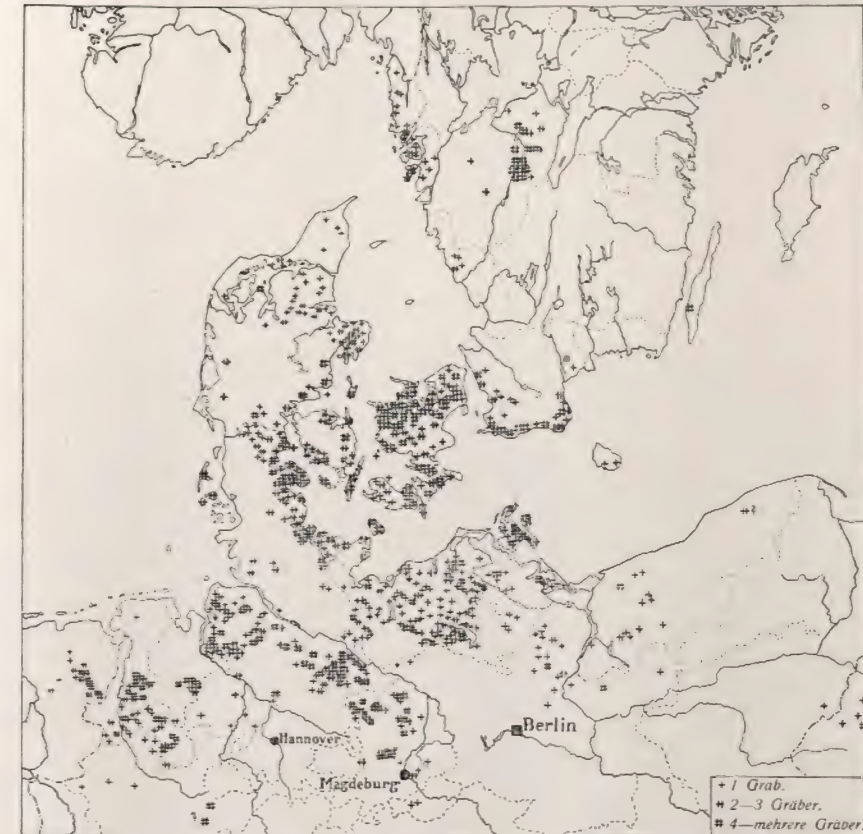 Berlin
Hannover
Magdeburg
+ 1 Grab.
⌗ 2—3 Gräber.
⌗ 4—mehrere Gräber.